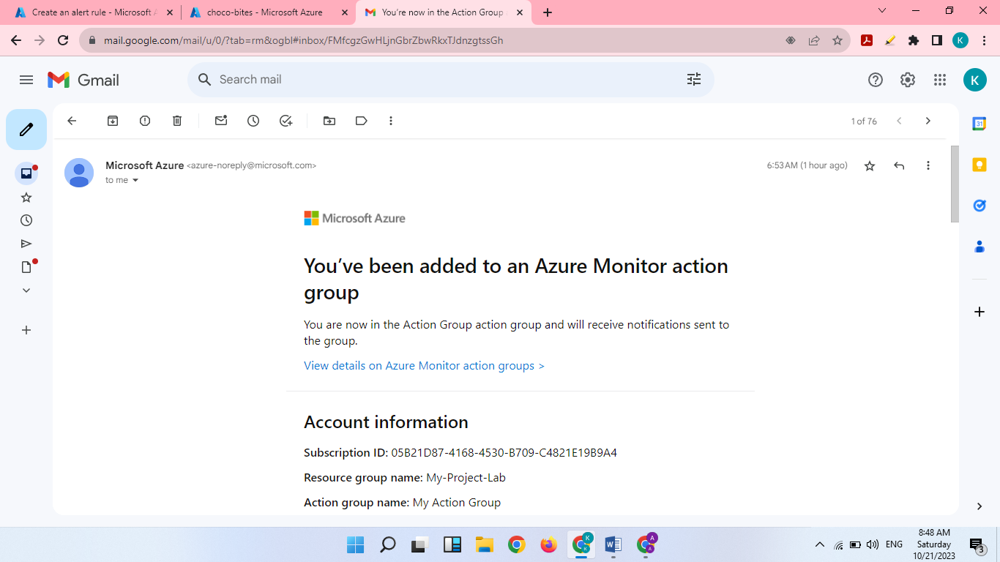 Create an alert rule - Microsoft A
choco-bites - Microsoft Azure
You're now in the Action Group
mail.google.com/mail/u/0/?tab=rm&ogbl#inbox/FMfcgzGwHLjnGbrZbwRkxTJdnzgtssGh
K
Gmail
Search mail
K
1 of 76
31
Microsoft Azure <azure-noreply@microsoft.com>
6:53 AM (1 hour ago)
to me
Microsoft Azure
You've been added to an Azure Monitor action
group
You are now in the Action Group action group and will receive notifications sent to
the group.
View details on Azure Monitor action groups >
Account information
Subscription ID: 05B21D87-4168-4530-B709-C4821E19B9A4
Resource group name: My-Project-Lab
Action group name: My Action Group
K
K
W
A
A
ENG
8:48 AM
Saturday
10/21/2023
3